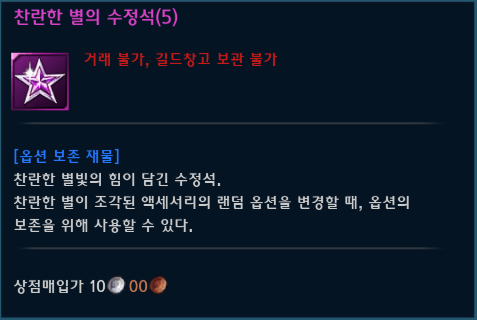 찬란한 별의 수정석(5)
거래 불가, 길드창고 보관 불가
[옵션 보존 재물]
찬란한 별빛의 힘이 담긴 수정석.
찬란한 별이 조각된 액세서리의 랜덤 옵션을 변경할 때, 옵션의
보존을 위해 사용할 수 있다.
상점매입가 10 00